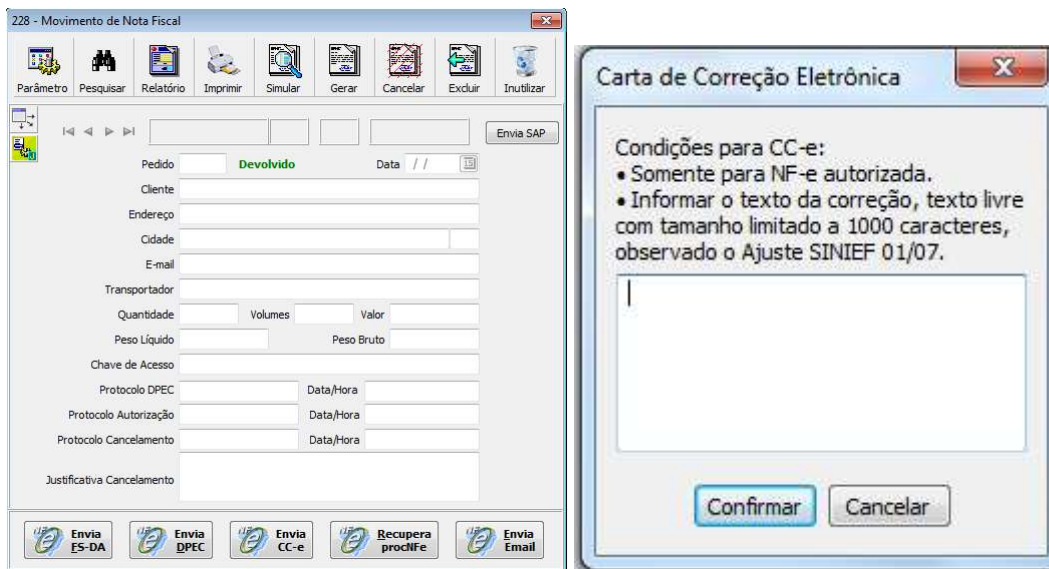 228 - Movimento de Nota Fiscal
Parâmetro Pesquisar Relatório Imprimir Simular Gerar Cancelar Excluir Inutilizar
Envia SAP
Pedido Devolvido Data / / 15
Cliente
Endereço
Cidade
E-mail
Transportador
Quantidade Volumes Valor
Peso Líquido Peso Bruto
Chave de Acesso
Protocolo DPEC Data/Hora
Protocolo Autorização Data/Hora
Protocolo Cancelamento Data/Hora
Justificativa Cancelamento
Envia FS-DA
Envia DPEC
Envia CC-e
Recupera procNFe
Envia Email
Carta de Correção Eletrônica
Condições para CC-e:
• Somente para NF-e autorizada.
• Informar o texto da correção, texto livre
com tamanho limitado a 1000 caracteres,
observado o Ajuste SINIEF 01/07.
Confirmar Cancelar